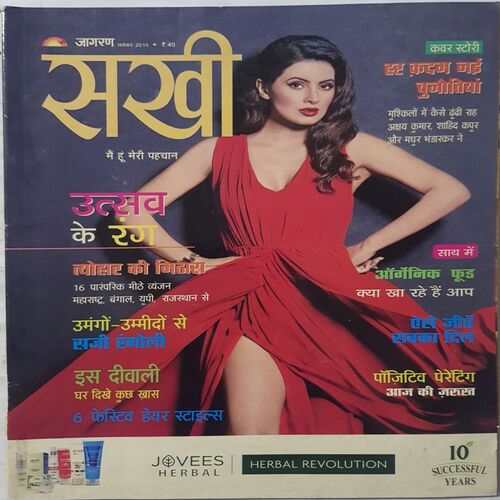 जागरण नवंबर 2015 ★ ₹ 40
सखी
मैं हूं मेरी पहचान
कवर स्टोरी
हर क़दम नई
चुनौतियां
मुश्किलों में कैसे ढूंढी राह
अक्षय कुमार, शाहिद कपूर
और मधुर भंडारकर ने
उत्सव
के रंग
त्योहार की मिठास
16 पारंपरिक मीठे व्यंजन
महाराष्ट्र, बंगाल, यूपी, राजस्थान से
उमंगों-उम्मीदों से
सजी रंगोली
इस दीवाली
घर दिखे कुछ ख़ास
6 फेस्टिव हेयर स्टाइल्स
साथ में
ऑर्गेनिक फूड
क्या खा रहे हैं आप
ऐसे जीतें
सबका दिल
पॉज़िटिव पेरेंटिंग
आज की ज़रूरत
JOVEES
HERBAL
HERBAL REVOLUTION
10
SUCCESSFUL
YEARS